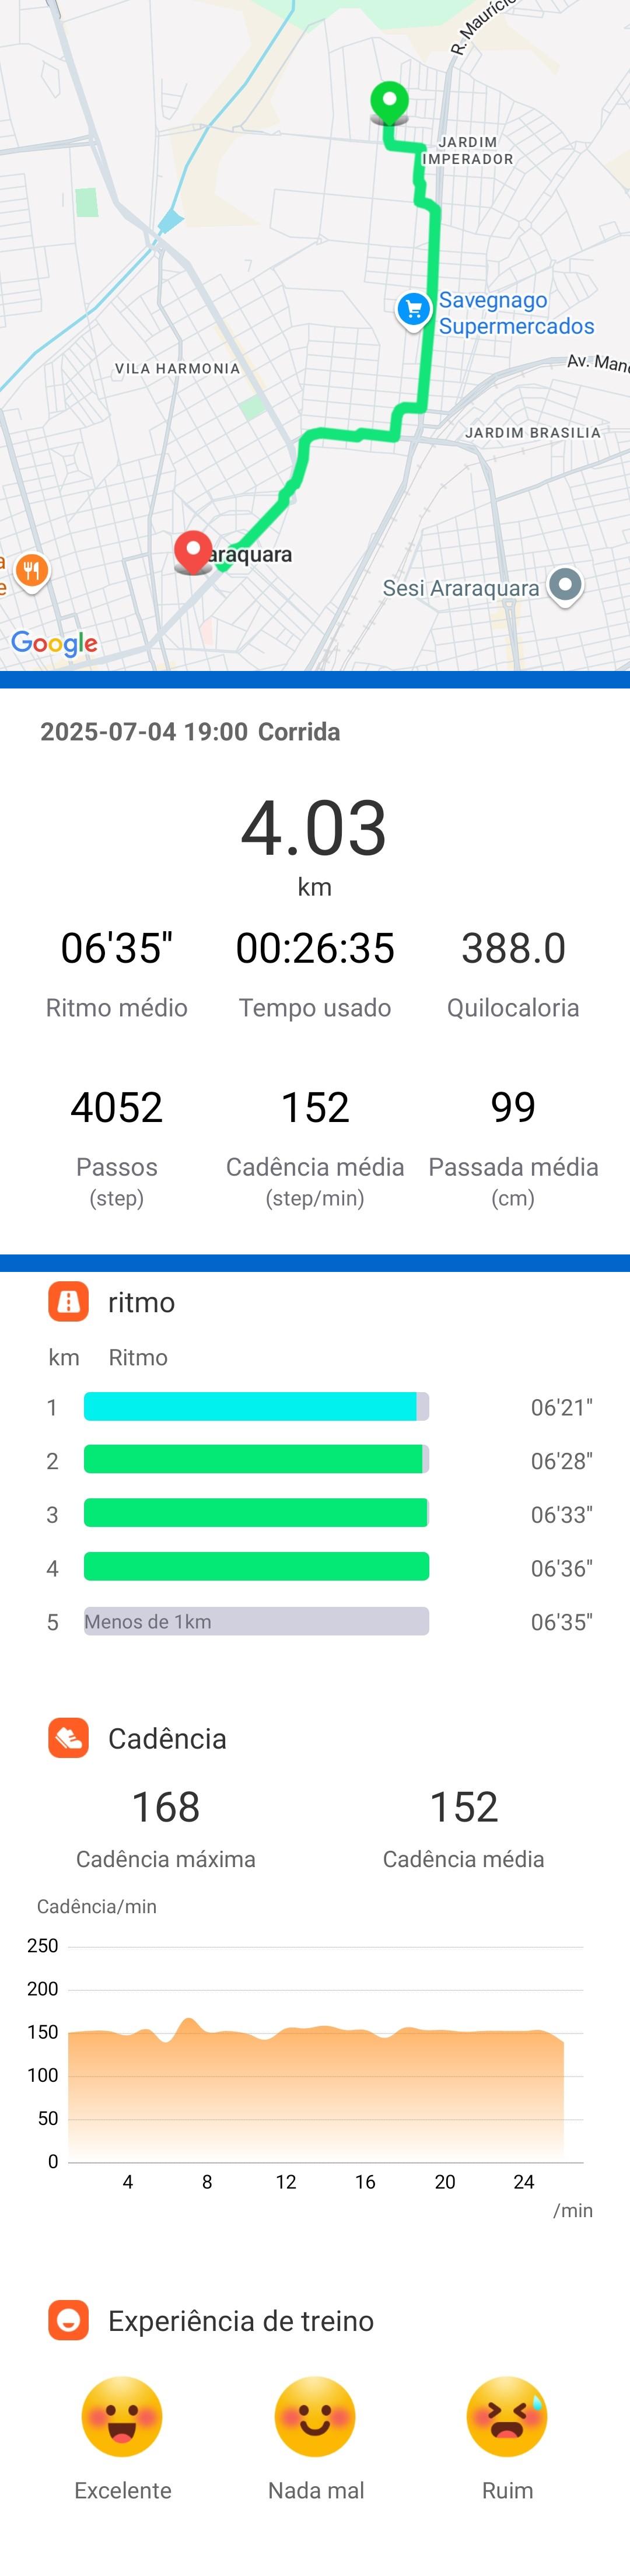 R. Maurício
JARDIM
IMPERADOR
Savegnago
Supermercados
VILA HARMONIA
Av. Man
JARDIM BRASILIA
araquara
a
e
Sesi Araraquara
Google
2025-07-04 19:00 Corrida
4.03
km
06'35" 00:26:35 388.0
Ritmo médio Tempo usado Quilocaloria
4052 152 99
Passos Cadência média Passada média
(step) (step/min) (cm)
ritmo
km Ritmo
1 06'21"
2 06'28"
3 06'33"
4 06'36"
5 Menos de 1km 06'35"
Cadência
168 152
Cadência máxima Cadência média
Cadência/min
250
200
150
100
50
0
4 8 12 16 20 24
/min
Experiência de treino
Excelente Nada mal Ruim